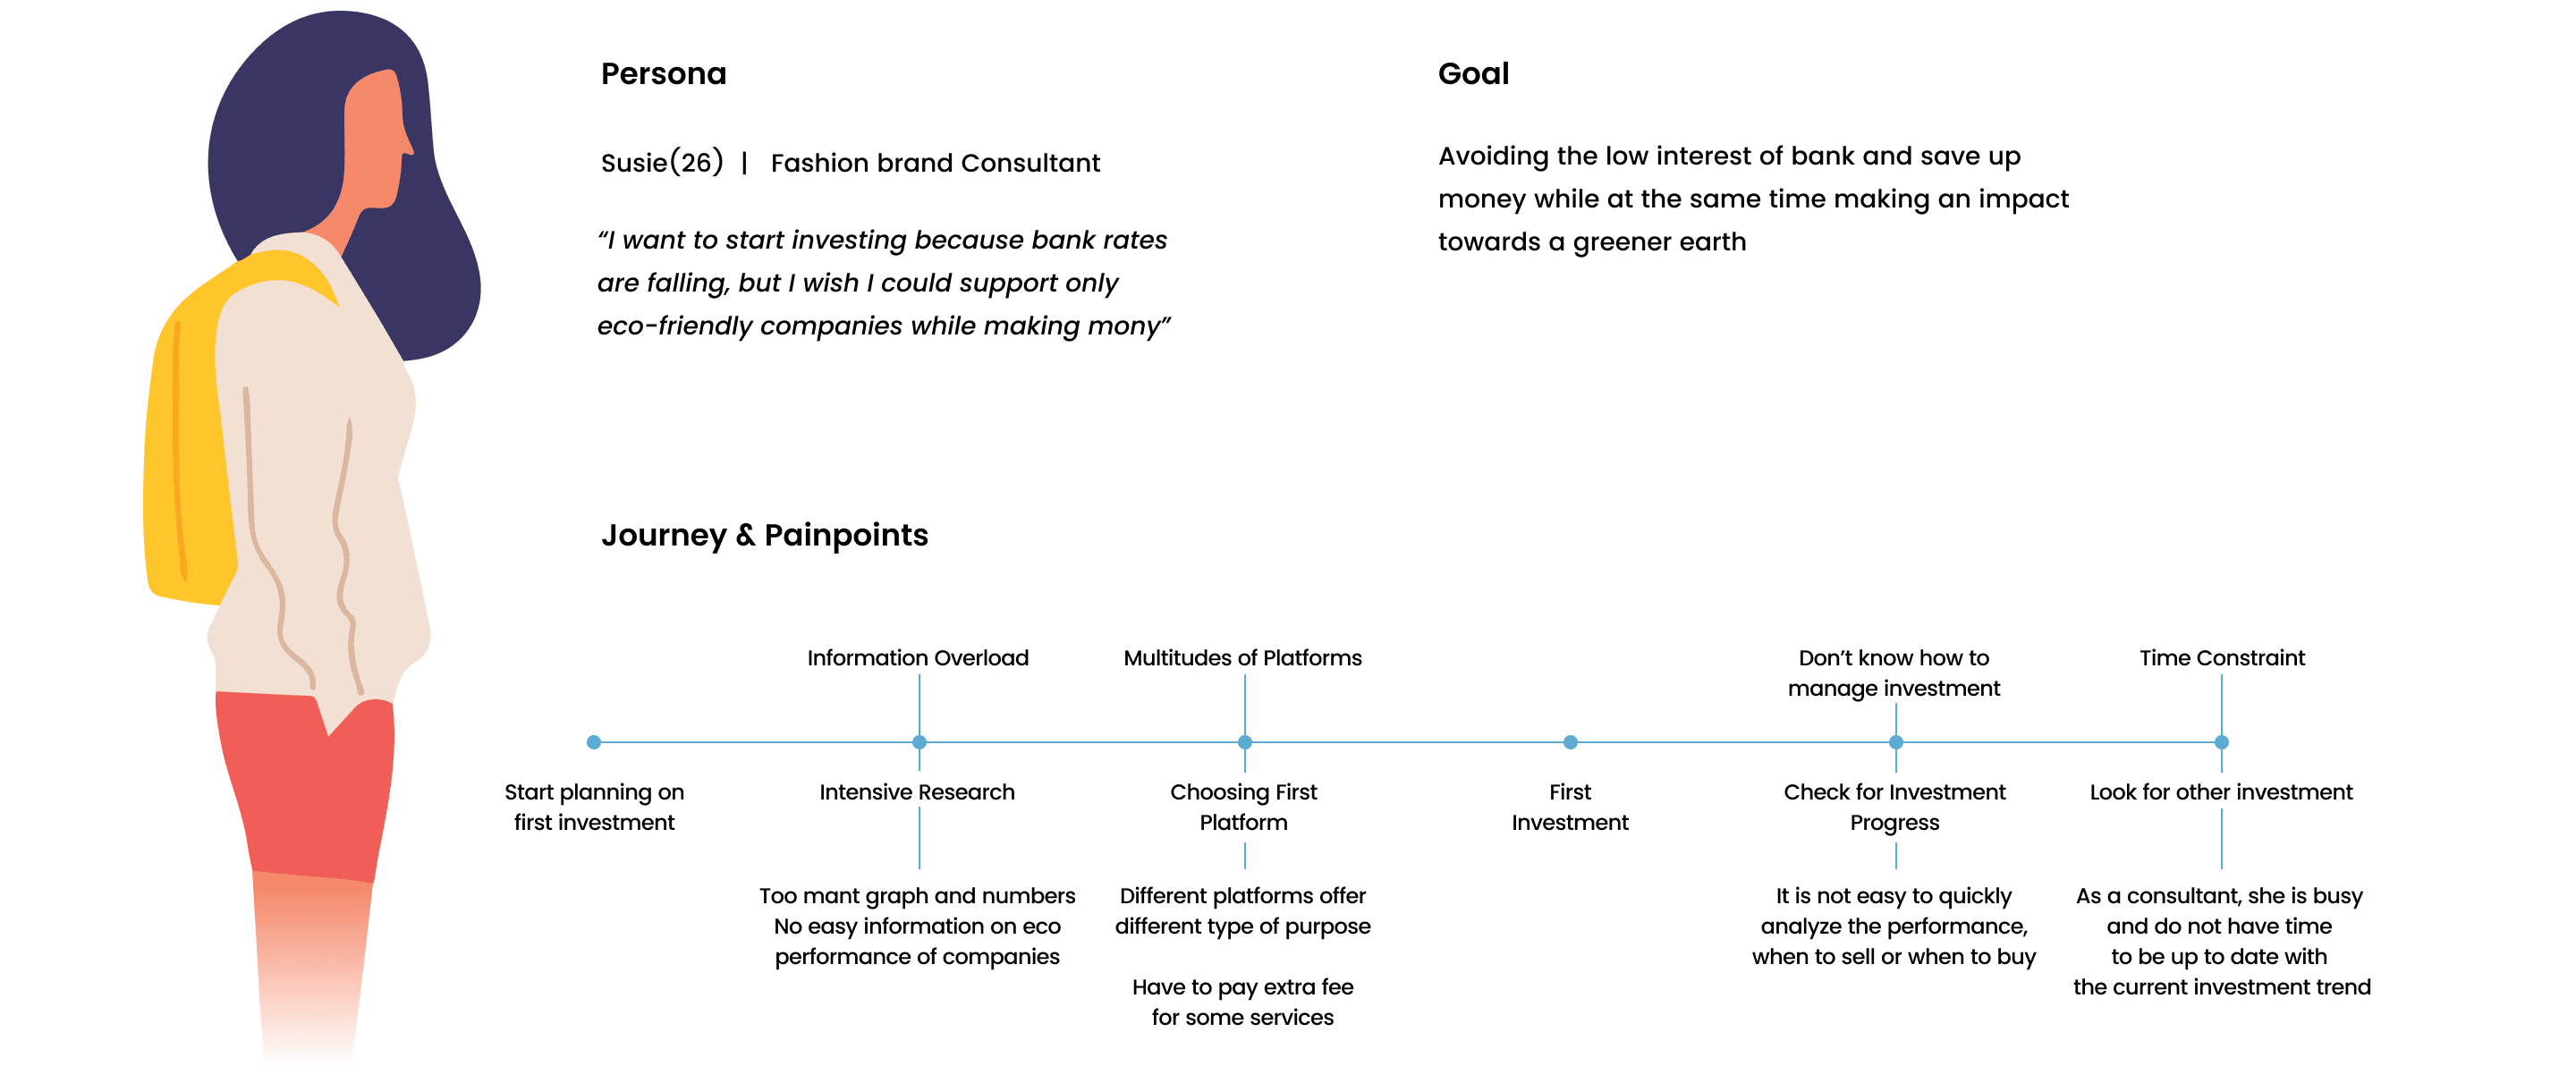 Persona
Susie(26) | Fashion brand Consultant
“I want to start investing because bank rates
are falling, but I wish I could support only
eco-friendly companies while making mony”
Goal
Avoiding the low interest of bank and save up
money while at the same time making an impact
towards a greener earth
Journey & Painpoints
Start planning on
first investment
Information Overload
Intensive Research
Too mant graph and numbers
No easy information on eco
performance of companies
Multitudes of Platforms
Choosing First
Platform
Different platforms offer
different type of purpose
Have to pay extra fee
for some services
First
Investment
Don’t know how to
manage investment
Check for Investment
Progress
It is not easy to quickly
analyze the performance,
when to sell or when to buy
Time Constraint
Look for other investment
As a consultant, she is busy
and do not have time
to be up to date with
the current investment trend